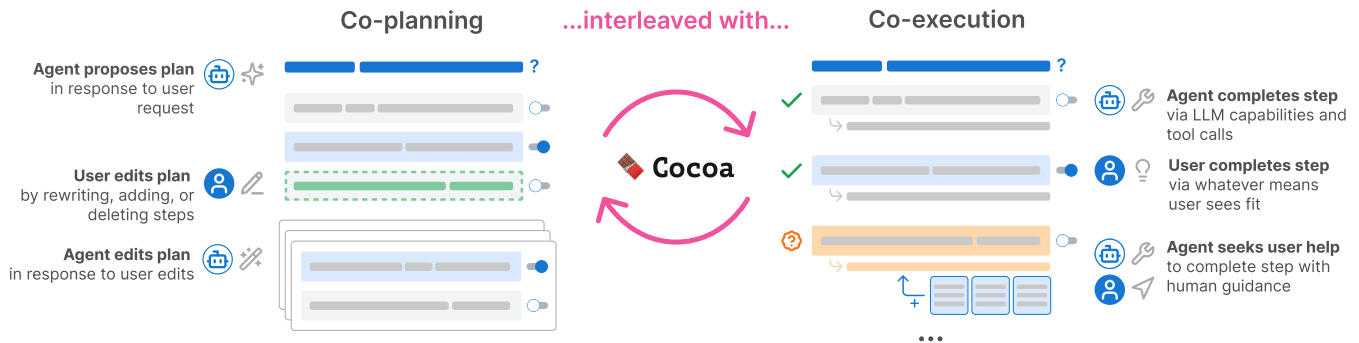 Co-planning
...interleaved with...
Co-execution
Agent proposes plan
in response to user
request
?
User edits plan
by rewriting, adding, or
deleting steps
Agent edits plan
in response to user edits
Cocoa
?
Agent completes step
via LLM capabilities and
tool calls
User completes step
via whatever means
user sees fit
?
Agent seeks user help
to complete step with
human guidance
+
...